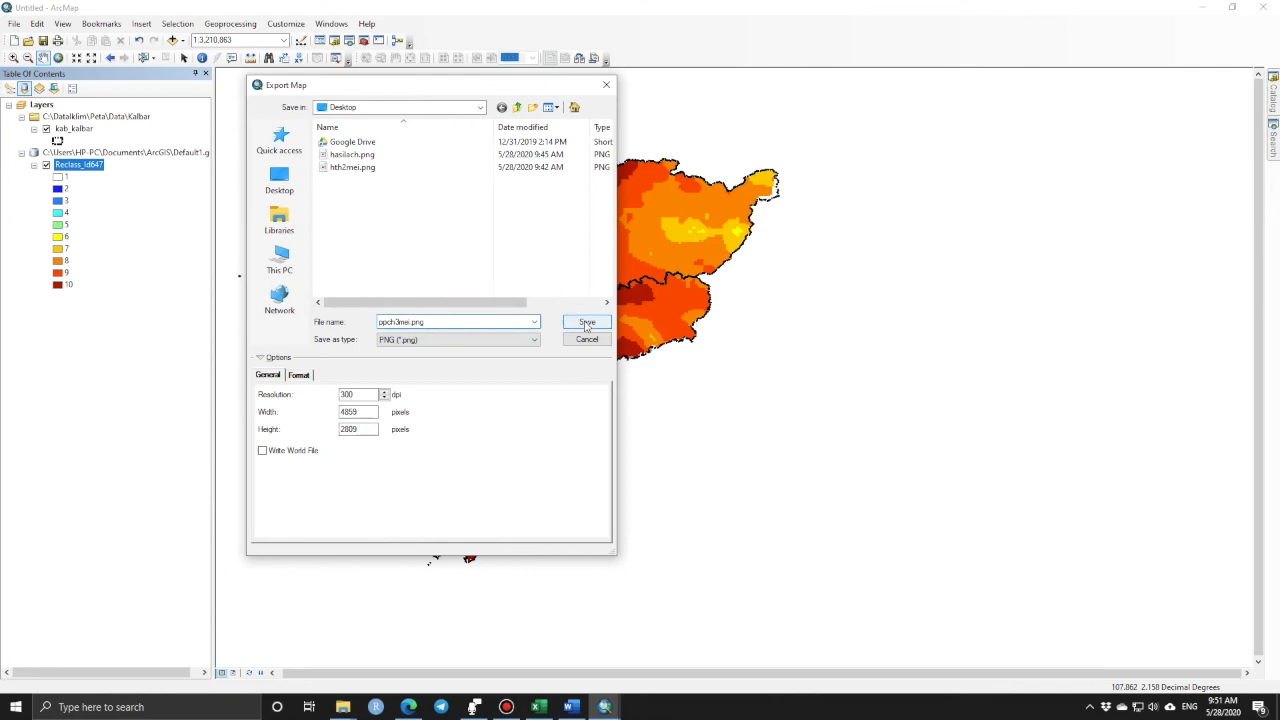 Untitled - ArcMap
File Edit View Bookmarks Insert Selection Geoprocessing Customize Windows Help
1:3,210,863
Table Of Contents
Layers
C:\DataIklim\Peta\Data\Kalbar
kab_kalbar
C:\Users\HP-PC\Documents\ArcGIS\Default1.g
Reclass_Idd47
1
2
3
4
5
6
7
8
9
10
Export Map
Save in: Desktop
Name Date modified Type
Google Drive 12/31/2019 2:14 PM Short
hasilach.png 5/28/2020 9:45 AM PNG
hth2mei.png 5/28/2020 9:42 AM PNG
Quick access
Desktop
Libraries
This PC
Network
File name: ppch3mei.png Save
Save as type: PNG (*.png) Cancel
Options
General Format
Resolution: 300 dpi
Width: 4859 pixels
Height: 2809 pixels
Write World File
Catalog
Search
107.862 2.158 Decimal Degrees
Type here to search
ENG
9:51 AM
5/28/2020